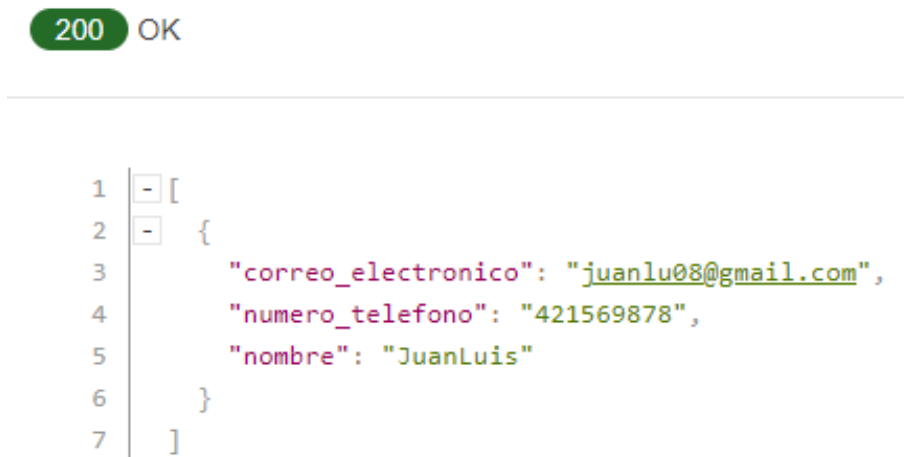 200 OK
1 - [
2 - {
3 "correo_electronico": "juanlu08@gmail.com",
4 "numero_telefono": "421569878",
5 "nombre": "JuanLuis"
6 }
7 ]